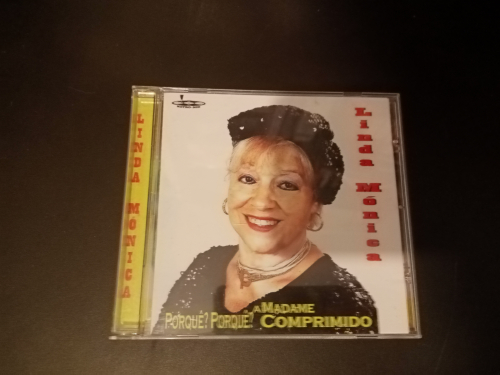 LINDA MÓNICA
Linda Mónica
A MADAME
PORQUÊ? PORQUÊ? COMPRIMIDO